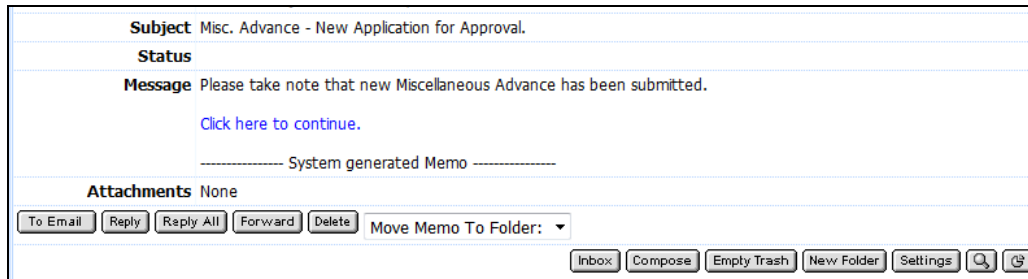 Subject Misc. Advance - New Application for Approval.
Status
Message Please take note that new Miscellaneous Advance has been submitted.
Click here to continue.
---------------- System generated Memo ----------------
Attachments None
To Email Reply Reply All Forward Delete Move Memo To Folder:
Inbox Compose Empty Trash New Folder Settings